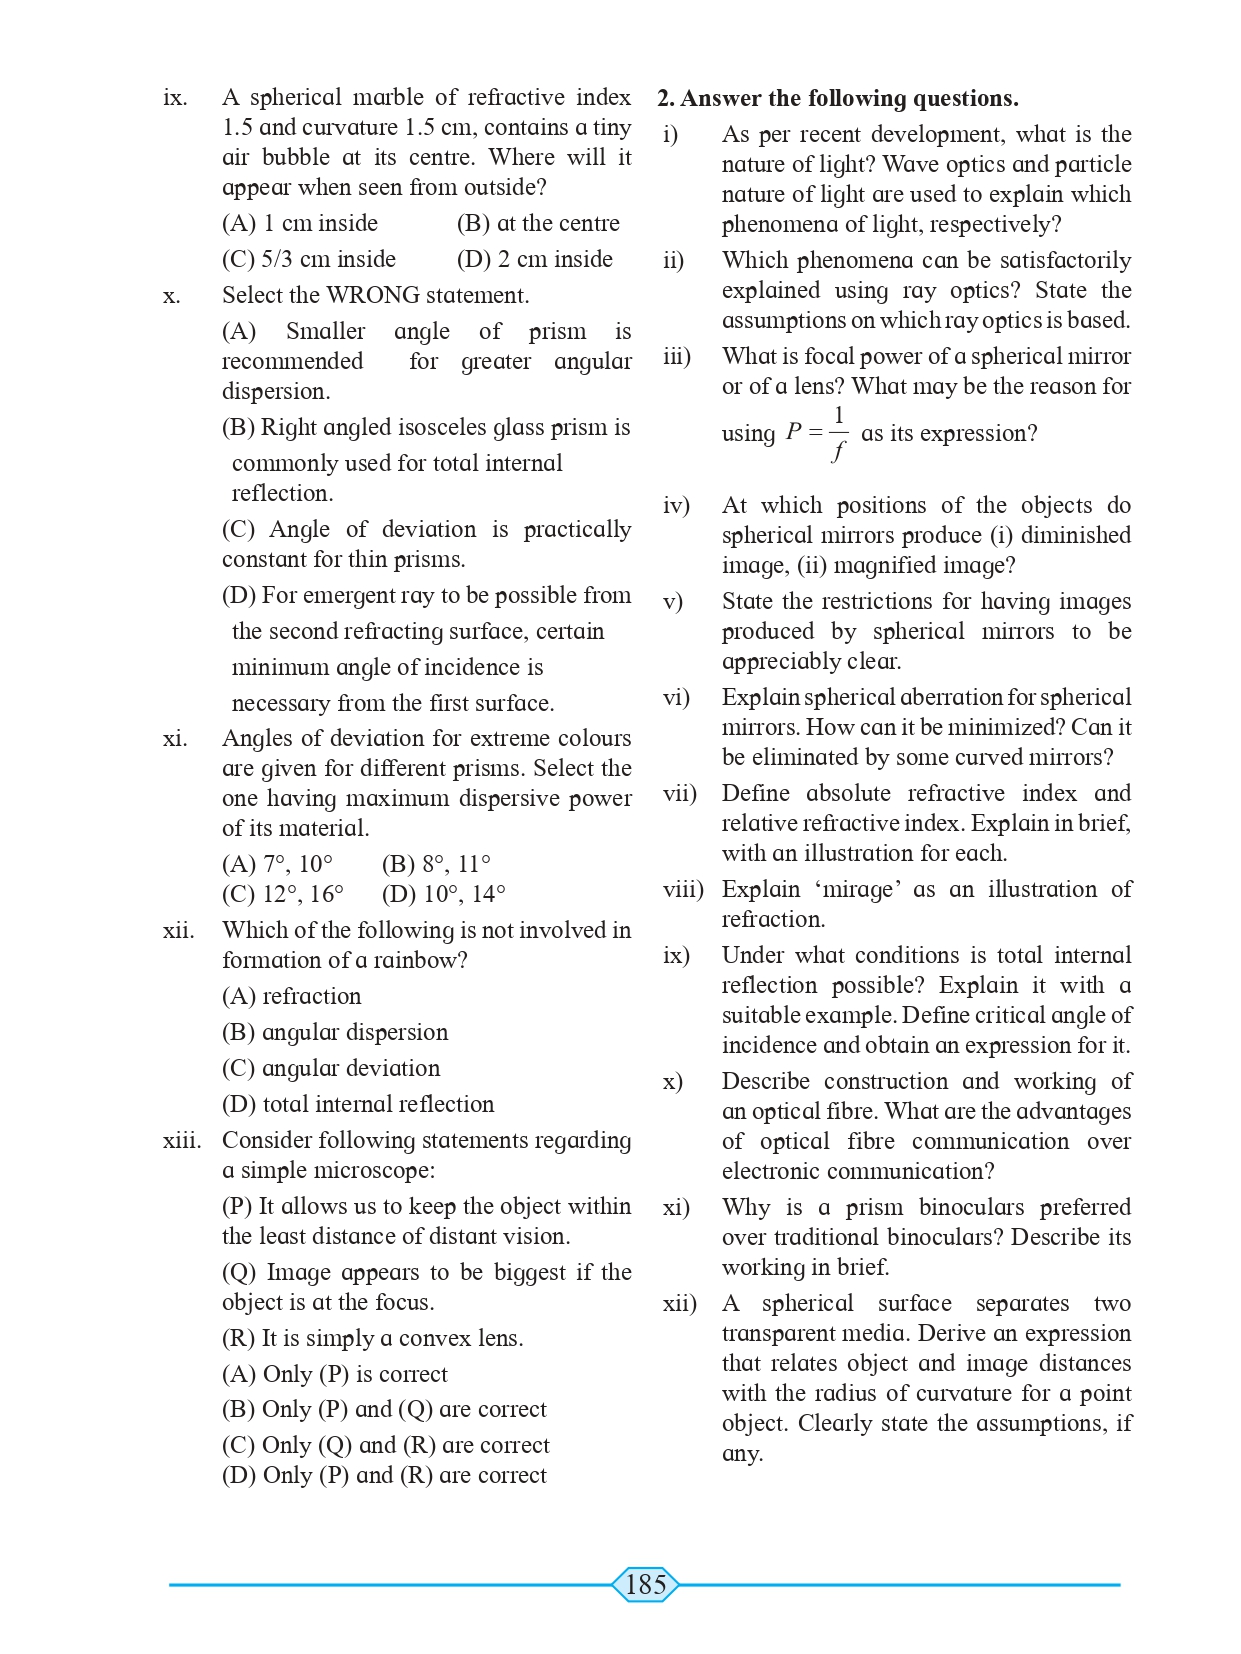 ix. A spherical marble of refractive index
1.5 and curvature 1.5 cm, contains a tiny
air bubble at its centre. Where will it
appear when seen from outside?
(A) 1 cm inside (B) at the centre
(C) 5/3 cm inside (D) 2 cm inside
x. Select the WRONG statement.
(A) Smaller angle of prism is
recommended for greater angular
dispersion.
(B) Right angled isosceles glass prism is
commonly used for total internal
reflection.
(C) Angle of deviation is practically
constant for thin prisms.
(D) For emergent ray to be possible from
the second refracting surface, certain
minimum angle of incidence is
necessary from the first surface.
xi. Angles of deviation for extreme colours
are given for different prisms. Select the
one having maximum dispersive power
of its material.
(A) 7°, 10° (B) 8°, 11°
(C) 12°, 16° (D) 10°, 14°
xii. Which of the following is not involved in
formation of a rainbow?
(A) refraction
(B) angular dispersion
(C) angular deviation
(D) total internal reflection
xiii. Consider following statements regarding
a simple microscope:
(P) It allows us to keep the object within
the least distance of distant vision.
(Q) Image appears to be biggest if the
object is at the focus.
(R) It is simply a convex lens.
(A) Only (P) is correct
(B) Only (P) and (Q) are correct
(C) Only (Q) and (R) are correct
(D) Only (P) and (R) are correct
2. Answer the following questions.
i) As per recent development, what is the
nature of light? Wave optics and particle
nature of light are used to explain which
phenomena of light, respectively?
ii) Which phenomena can be satisfactorily
explained using ray optics? State the
assumptions on which ray optics is based.
iii) What is focal power of a spherical mirror
or of a lens? What may be the reason for
using P = 1/f as its expression?
iv) At which positions of the objects do
spherical mirrors produce (i) diminished
image, (ii) magnified image?
v) State the restrictions for having images
produced by spherical mirrors to be
appreciably clear.
vi) Explain spherical aberration for spherical
mirrors. How can it be minimized? Can it
be eliminated by some curved mirrors?
vii) Define absolute refractive index and
relative refractive index. Explain in brief,
with an illustration for each.
viii) Explain ‘mirage’ as an illustration of
refraction.
ix) Under what conditions is total internal
reflection possible? Explain it with a
suitable example. Define critical angle of
incidence and obtain an expression for it.
x) Describe construction and working of
an optical fibre. What are the advantages
of optical fibre communication over
electronic communication?
xi) Why is a prism binoculars preferred
over traditional binoculars? Describe its
working in brief.
xii) A spherical surface separates two
transparent media. Derive an expression
that relates object and image distances
with the radius of curvature for a point
object. Clearly state the assumptions, if
any.
185